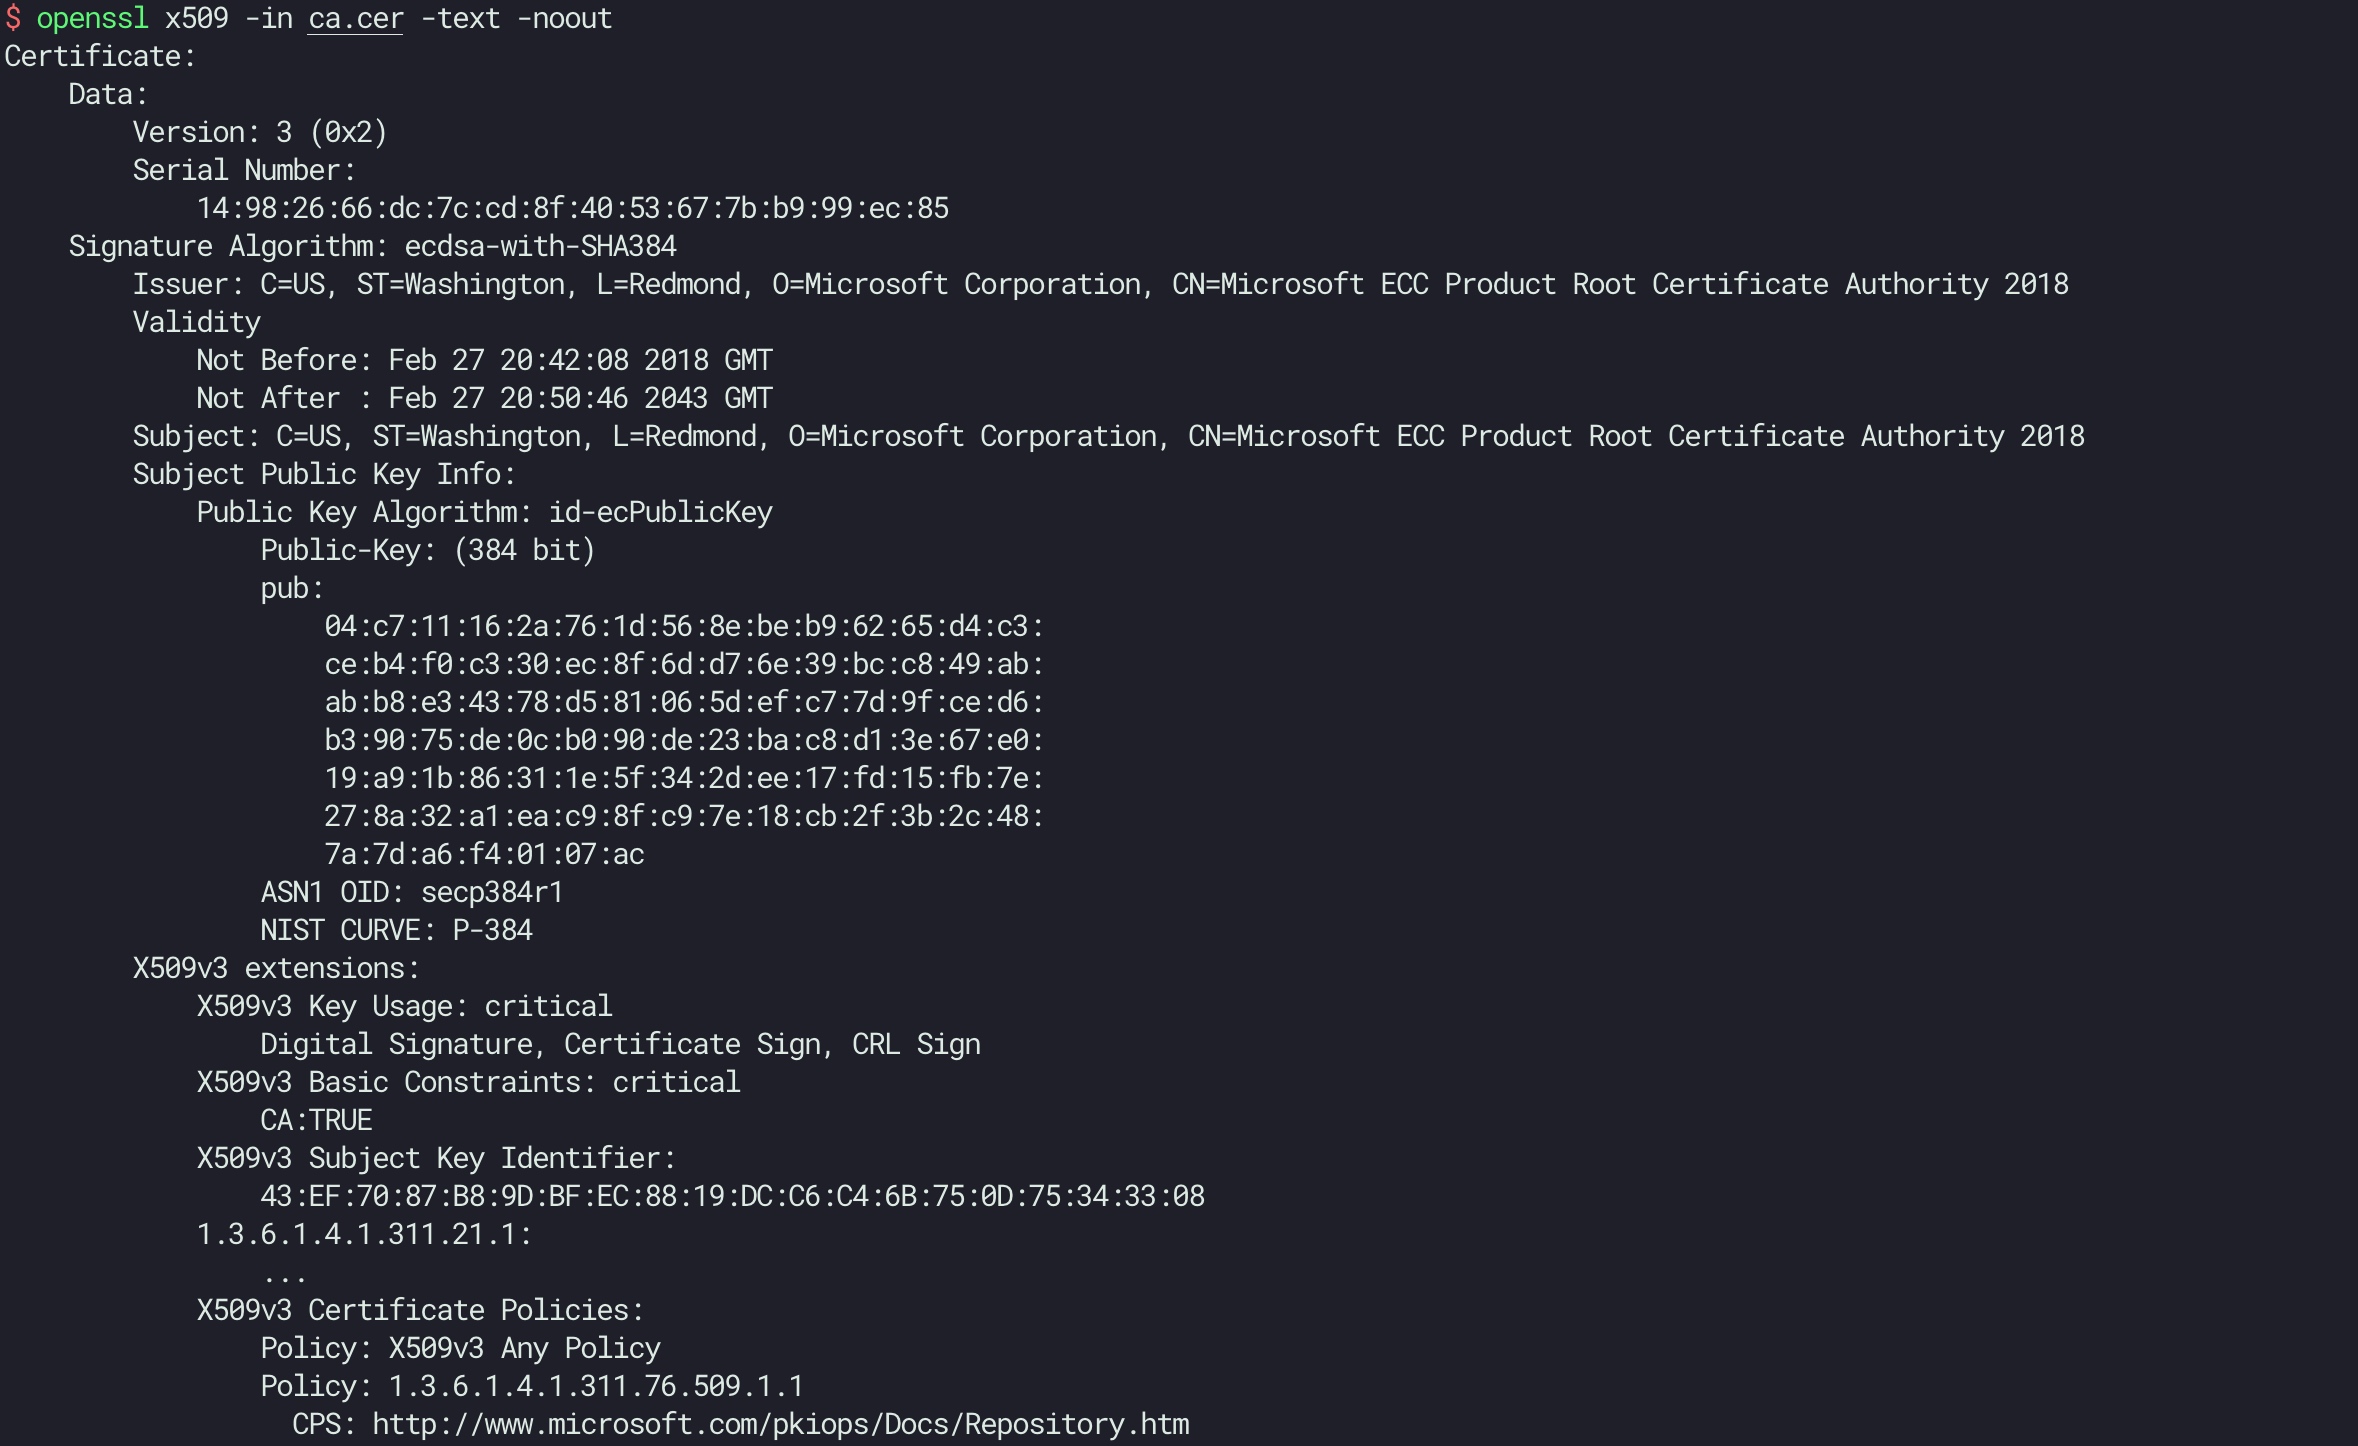 $ openssl x509 -in ca.cer -text -noout
Certificate:
    Data:
        Version: 3 (0x2)
        Serial Number:
            14:98:26:66:dc:7c:cd:8f:40:53:67:7b:b9:99:ec:85
    Signature Algorithm: ecdsa-with-SHA384
        Issuer: C=US, ST=Washington, L=Redmond, O=Microsoft Corporation, CN=Microsoft ECC Product Root Certificate Authority 2018
        Validity
            Not Before: Feb 27 20:42:08 2018 GMT
            Not After : Feb 27 20:50:46 2043 GMT
        Subject: C=US, ST=Washington, L=Redmond, O=Microsoft Corporation, CN=Microsoft ECC Product Root Certificate Authority 2018
        Subject Public Key Info:
            Public Key Algorithm: id-ecPublicKey
                Public-Key: (384 bit)
                pub:
                    04:c7:11:16:2a:76:1d:56:8e:be:b9:62:65:d4:c3:
                    ce:b4:f0:c3:30:ec:8f:6d:d7:6e:39:bc:c8:49:ab:
                    ab:b8:e3:43:78:d5:81:06:5d:ef:c7:7d:9f:ce:d6:
                    b3:90:75:de:0c:b0:90:de:23:ba:c8:d1:3e:67:e0:
                    19:a9:1b:86:31:1e:5f:34:2d:ee:17:fd:15:fb:7e:
                    27:8a:32:a1:ea:c9:8f:c9:7e:18:cb:2f:3b:2c:48:
                    7a:7d:a6:f4:01:07:ac
                ASN1 OID: secp384r1
                NIST CURVE: P-384
        X509v3 extensions:
            X509v3 Key Usage: critical
                Digital Signature, Certificate Sign, CRL Sign
            X509v3 Basic Constraints: critical
                CA:TRUE
            X509v3 Subject Key Identifier:
                43:EF:70:87:B8:9D:BF:EC:88:19:DC:C6:C4:6B:75:0D:75:34:33:08
            1.3.6.1.4.1.311.21.1:
                ...
            X509v3 Certificate Policies:
                Policy: X509v3 Any Policy
                Policy: 1.3.6.1.4.1.311.76.509.1.1
                  CPS: http://www.microsoft.com/pkiops/Docs/Repository.htm